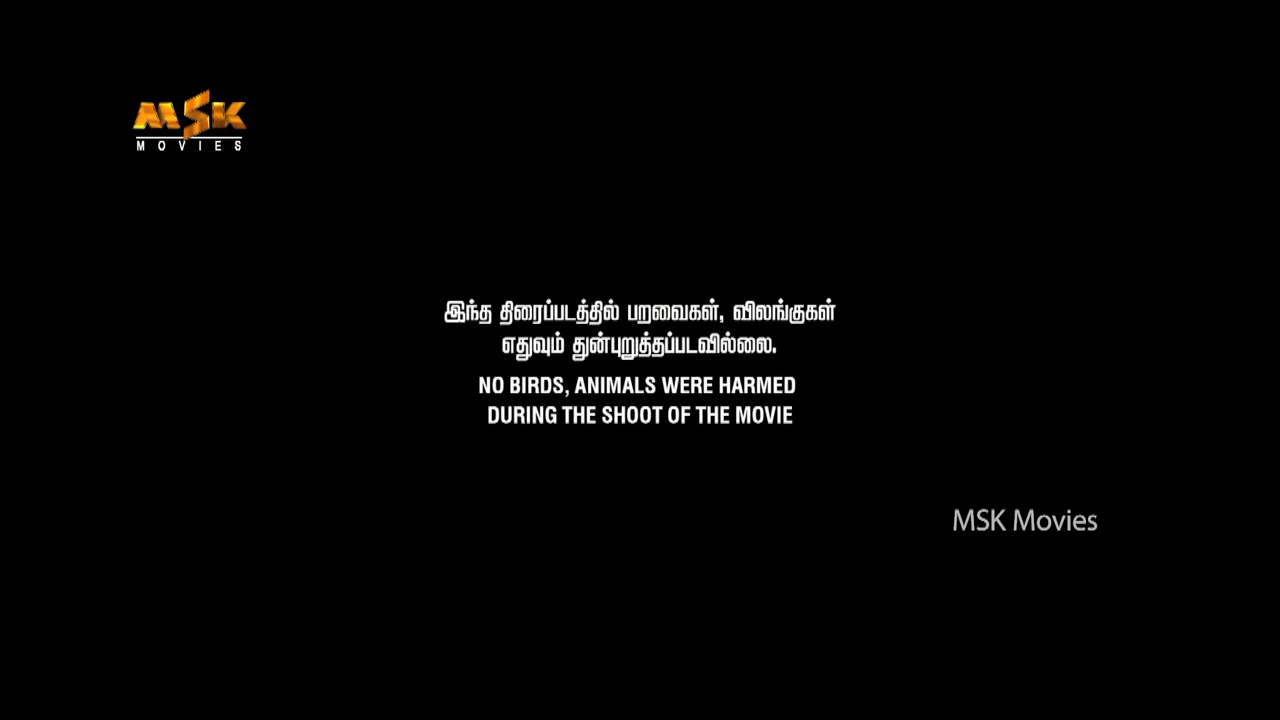 MSK
MOVIES
இந்த திரைப்படத்தில் பறவைகள், விலங்குகள்
எதுவும் துன்புறுத்தப்படவில்லை.
NO BIRDS, ANIMALS WERE HARMED
DURING THE SHOOT OF THE MOVIE
MSK Movies